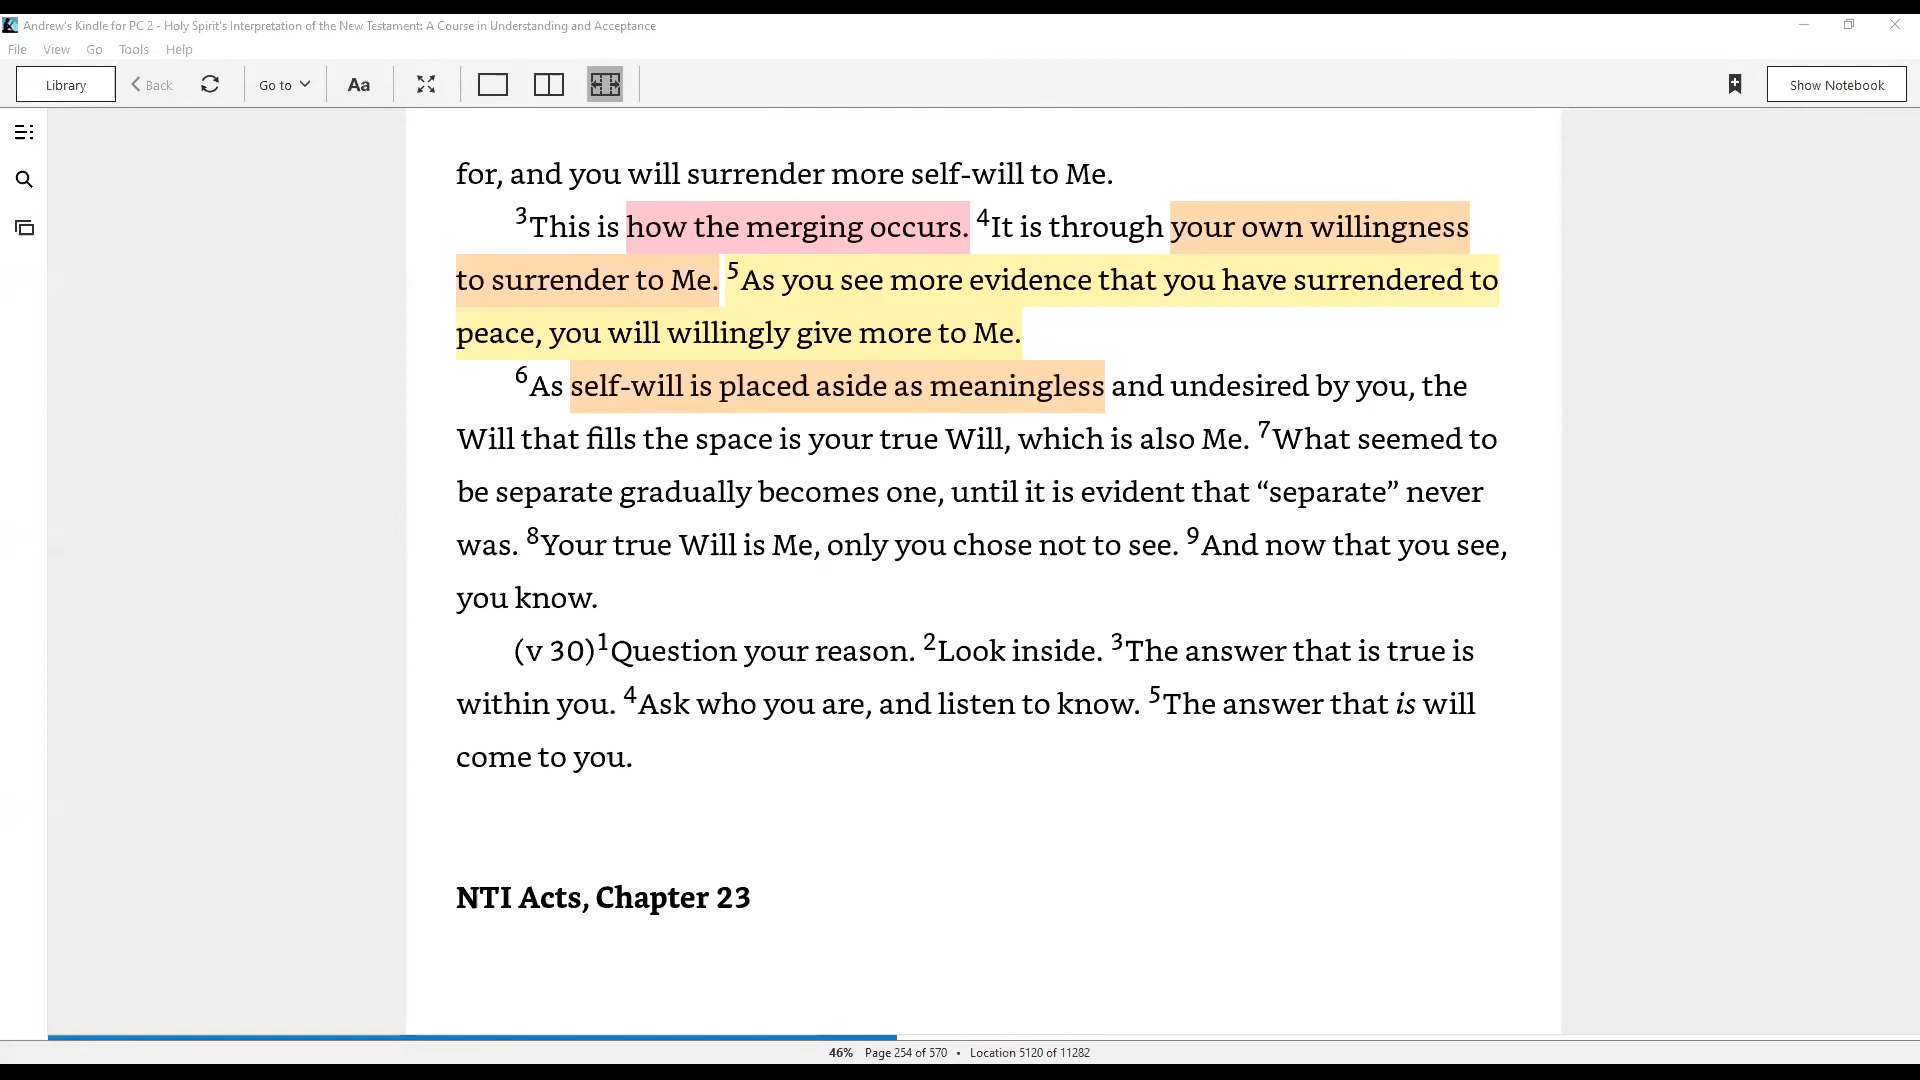 Andrew's Kindle for PC 2 - Holy Spirit's Interpretation of the New Testament: A Course in Understanding and Acceptance
File View Go Tools Help
Library Back Go to Aa Show Notebook
for, and you will surrender more self-will to Me.
3This is how the merging occurs. 4It is through your own willingness
to surrender to Me. 5As you see more evidence that you have surrendered to
peace, you will willingly give more to Me.
6As self-will is placed aside as meaningless and undesired by you, the
Will that fills the space is your true Will, which is also Me. 7What seemed to
be separate gradually becomes one, until it is evident that “separate” never
was. 8Your true Will is Me, only you chose not to see. 9And now that you see,
you know.
(v 30)1Question your reason. 2Look inside. 3The answer that is true is
within you. 4Ask who you are, and listen to know. 5The answer that is will
come to you.
NTI Acts, Chapter 23
46% Page 254 of 570 • Location 5120 of 11282